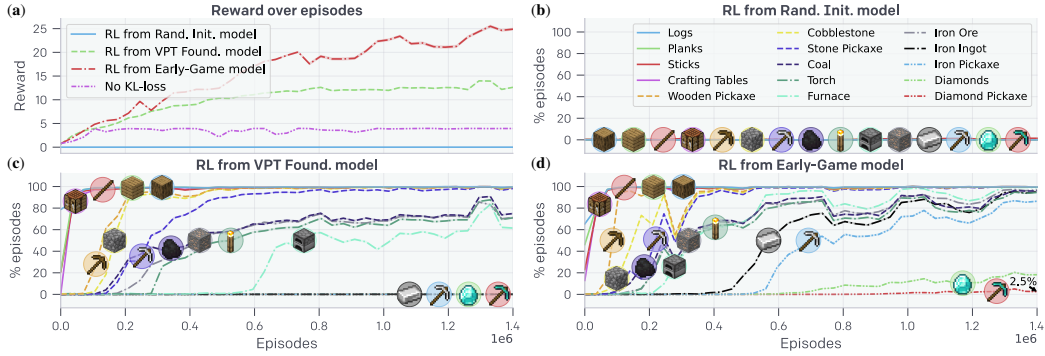 (a) Reward over episodes
25
20
15
10
5
0
Reward
RL from Rand. Init. model
RL from VPT Found. model
RL from Early-Game model
No KL-loss
(b) RL from Rand. Init. model
100
80
60
40
20
0
% episodes
Logs
Planks
Sticks
Crafting Tables
Wooden Pickaxe
Cobblestone
Stone Pickaxe
Coal
Torch
Furnace
Iron Ore
Iron Ingot
Iron Pickaxe
Diamonds
Diamond Pickaxe
(c) RL from VPT Found. model
100
80
60
40
20
0
% episodes
0.0 0.2 0.4 0.6 0.8 1.0 1.2 1.4
1e6
Episodes
(d) RL from Early-Game model
100
80
60
40
20
0
% episodes
2.5%
0.0 0.2 0.4 0.6 0.8 1.0 1.2 1.4
1e6
Episodes